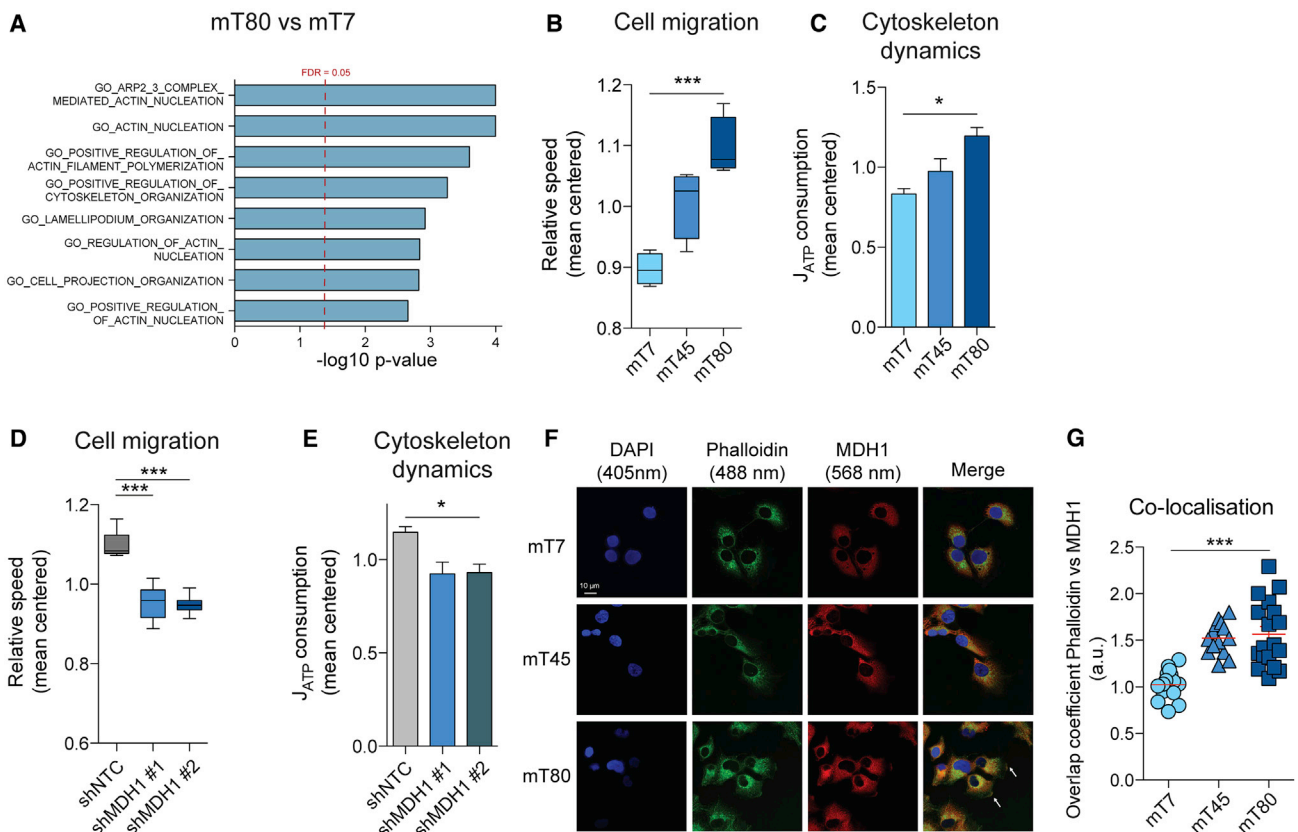 A
mT80 vs mT7
FDR = 0.05
GO_ARP2_3_COMPLEX_
MEDIATED_ACTIN_NUCLEATION
GO_ACTIN_NUCLEATION
GO_POSITIVE_REGULATION_OF_
ACTIN_FILAMENT_POLYMERIZATION
GO_POSITIVE_REGULATION_OF_
CYTOSKELETON_ORGANIZATION
GO_LAMELLIPODIUM_ORGANIZATION
GO_REGULATION_OF_ACTIN_
NUCLEATION
GO_CELL_PROJECTION_ORGANIZATION
GO_POSITIVE_REGULATION_
OF_ACTIN_NUCLEATION
0 1 2 3 4
-log10 p-value
B
Cell migration
***
Relative speed
(mean centered)
1.2
1.1
1.0
0.9
0.8
mT7 mT45 mT80
C
Cytoskeleton
dynamics
*
JATP consumption
(mean centered)
1.5
1.0
0.5
0.0
mT7 mT45 mT80
D
Cell migration
***
***
Relative speed
(mean centered)
1.2
1.0
0.8
0.6
shNTC shMDH1 #1 shMDH1 #2
E
Cytoskeleton
dynamics
*
JATP consumption
(mean centered)
1.0
0.5
0.0
shNTC shMDH1 #1 shMDH1 #2
F
DAPI
(405nm)
Phalloidin
(488 nm)
MDH1
(568 nm)
Merge
mT7
10 µm
mT45
mT80
G
Co-localisation
***
Overlap coefficient Phalloidin vs MDH1
(a.u.)
2.5
2.0
1.5
1.0
0.5
0.0
mT7 mT45 mT80